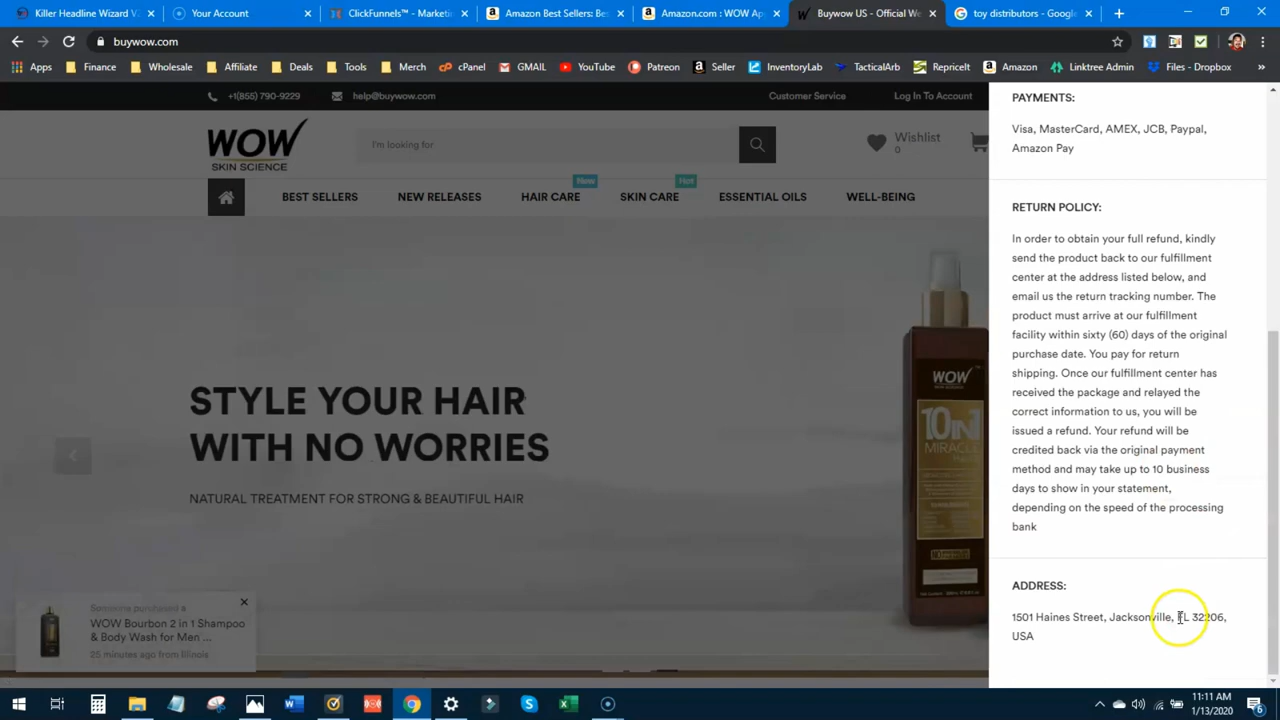 Killer Headline Wizard V
Your Account
ClickFunnels™ - Marketi
Amazon Best Sellers: Be
Amazon.com : WOW Ap
Buywow US - Official We
toy distributors - Google
buywow.com
Apps
Finance
Wholesale
Affiliate
Deals
Tools
Merch
cPanel
GMAIL
YouTube
Patreon
Seller
InventoryLab
TacticalArb
RepriceIt
Amazon
Linktree Admin
Files - Dropbox
»
+1(855) 790-9229
help@buywow.com
Customer Service
Log In To Account
WOW
SKIN SCIENCE
I'm looking for
Wishlist
0
New
Hot
BEST SELLERS
NEW RELEASES
HAIR CARE
SKIN CARE
ESSENTIAL OILS
WELL-BEING
STYLE YOUR HAIR
WITH NO WORRIES
NATURAL TREATMENT FOR STRONG & BEAUTIFUL HAIR
WOW
10 IN 1
MIRACLE
Someone purchased a
WOW Bourbon 2 in 1 Shampoo
& Body Wash for Men ...
25 minutes ago from Illinois
PAYMENTS:
Visa, MasterCard, AMEX, JCB, Paypal,
Amazon Pay
RETURN POLICY:
In order to obtain your full refund, kindly
send the product back to our fulfillment
center at the address listed below, and
email us the return tracking number. The
product must arrive at our fulfillment
facility within sixty (60) days of the original
purchase date. You pay for return
shipping. Once our fulfillment center has
received the package and relayed the
correct information to us, you will be
issued a refund. Your refund will be
credited back via the original payment
method and may take up to 10 business
days to show in your statement,
depending on the speed of the processing
bank
ADDRESS:
1501 Haines Street, Jacksonville, FL 32206,
USA
11:11 AM
1/13/2020
6